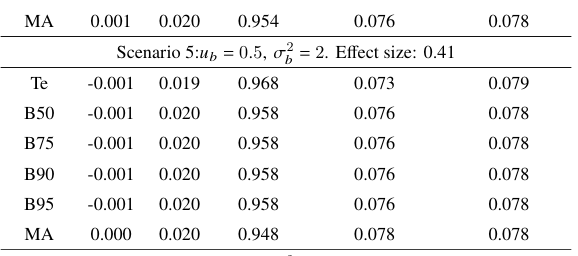 MA 0.001 0.020 0.954 0.076 0.078
Scenario 5:u_b = 0.5, σ_b^2 = 2. Effect size: 0.41
Te -0.001 0.019 0.968 0.073 0.079
B50 -0.001 0.020 0.958 0.076 0.078
B75 -0.001 0.020 0.958 0.076 0.078
B90 -0.001 0.020 0.958 0.076 0.078
B95 -0.001 0.020 0.958 0.076 0.078
MA 0.000 0.020 0.948 0.078 0.078